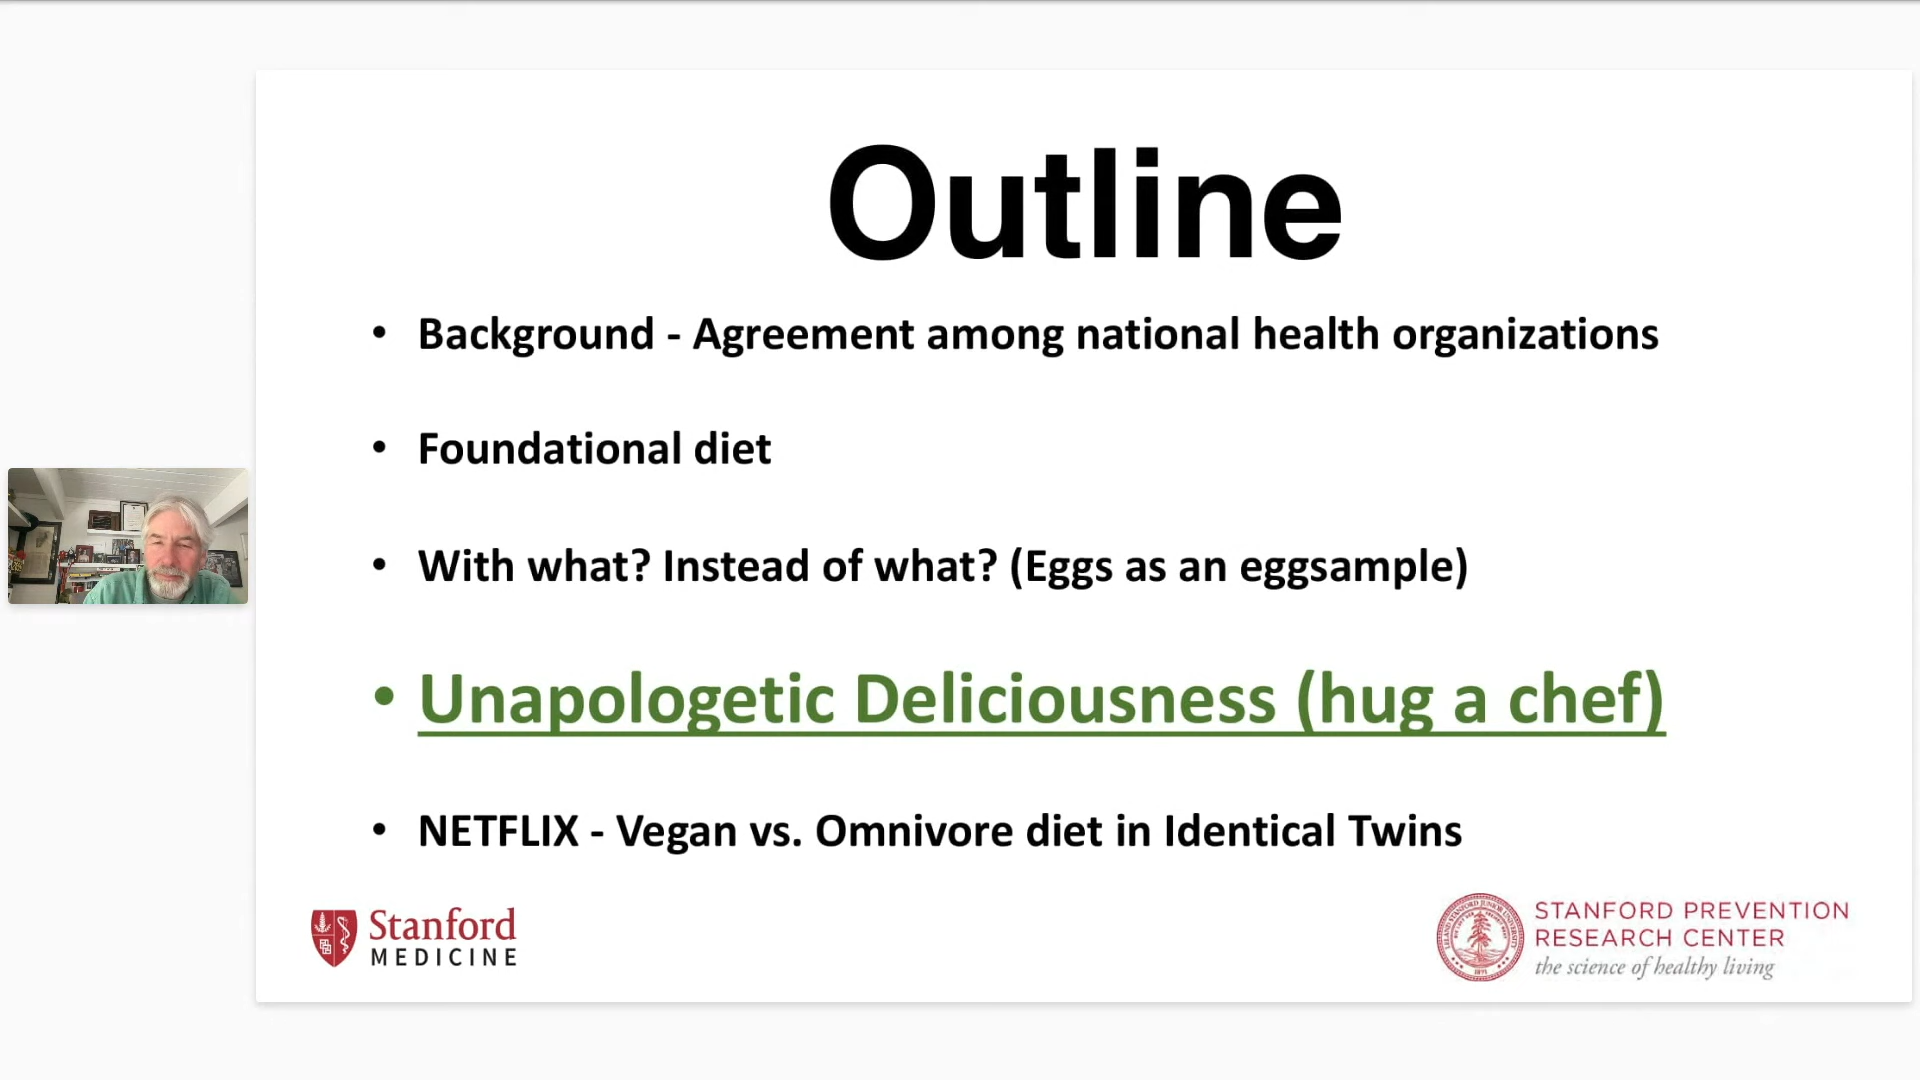 Outline
• Background - Agreement among national health organizations
• Foundational diet
• With what? Instead of what? (Eggs as an eggsample)
• Unapologetic Deliciousness (hug a chef)
• NETFLIX - Vegan vs. Omnivore diet in Identical Twins
Stanford
MEDICINE
STANFORD PREVENTION
RESEARCH CENTER
the science of healthy living